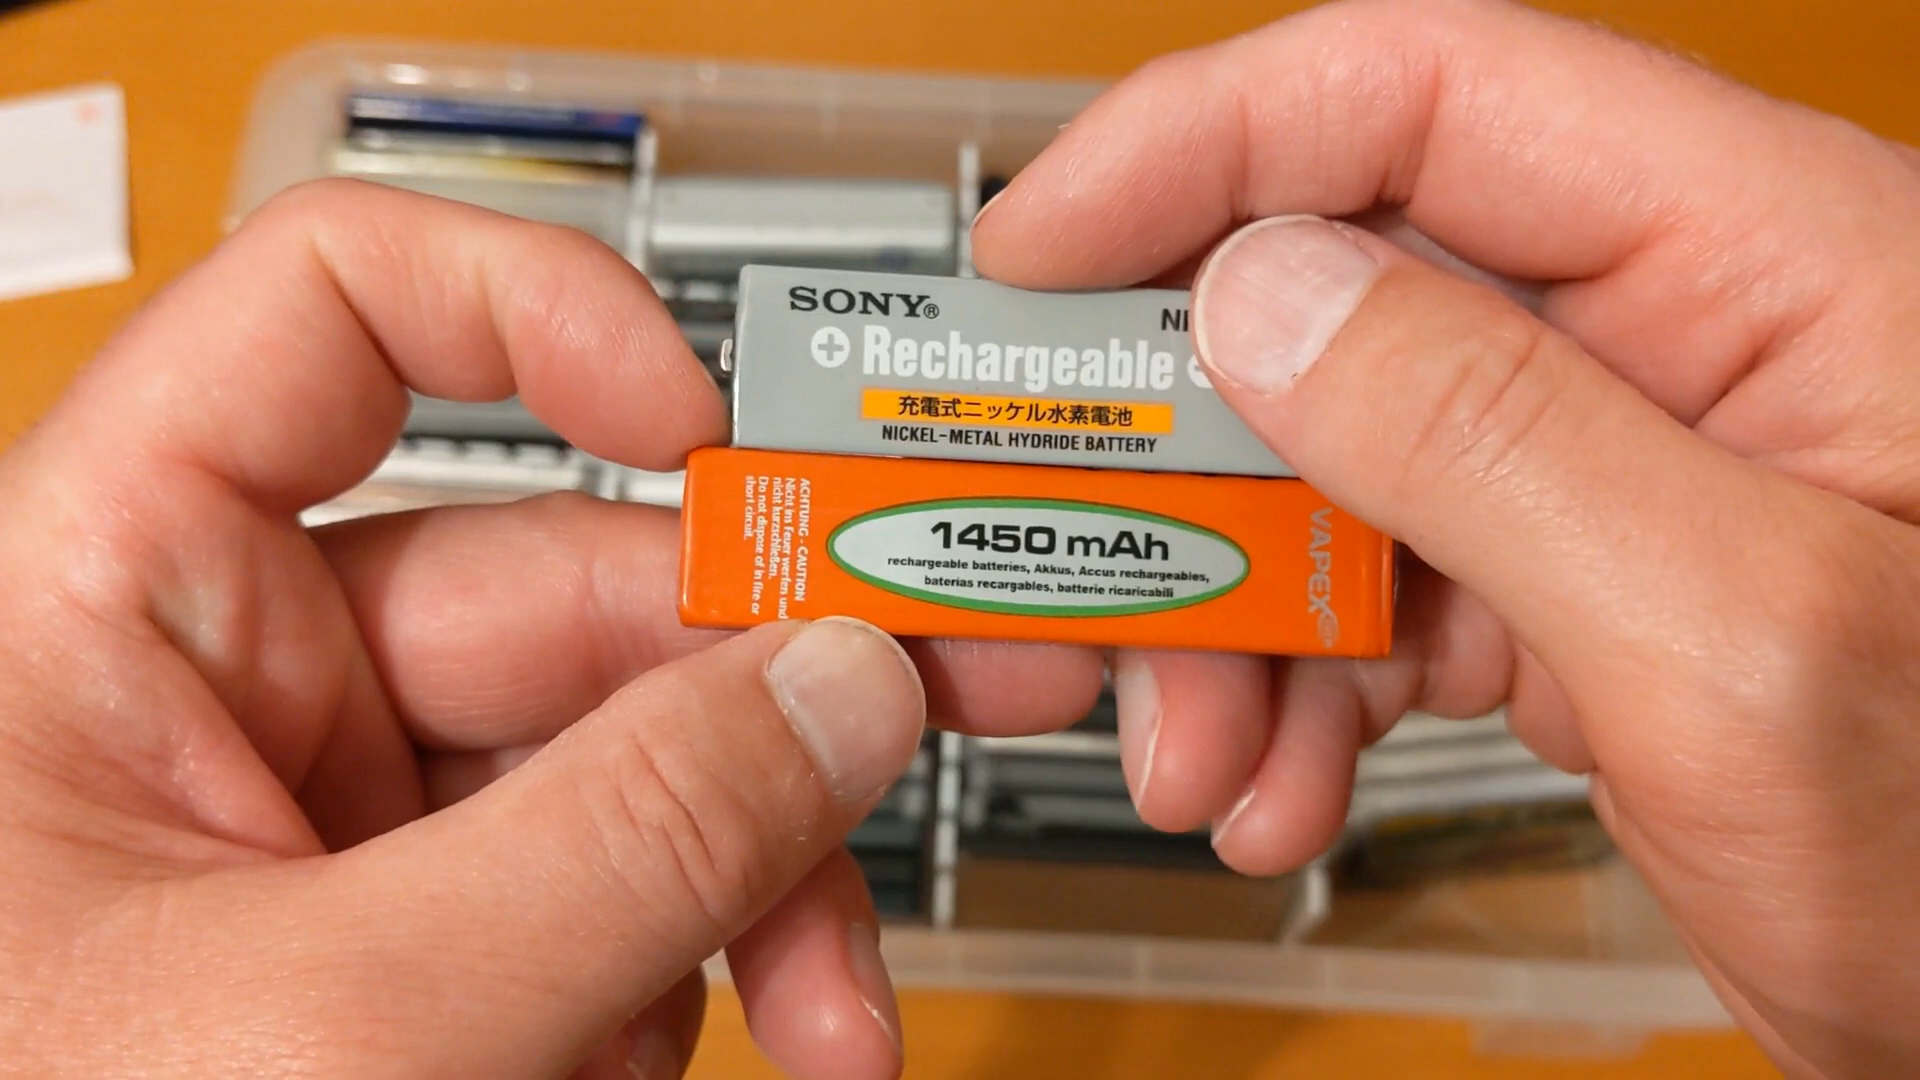 SONY®
NI
+ Rechargeable
充電式ニッケル水素電池
NICKEL-METAL HYDRIDE BATTERY
ACHTUNG - CAUTION
Nicht ins Feuer werfen und
nicht kurzschließen.
Do not dispose of in fire or
short circuit.
1450 mAh
rechargeable batteries, Akkus, Accus rechargeables,
baterias recargables, batterie ricaricabili
VAPEX